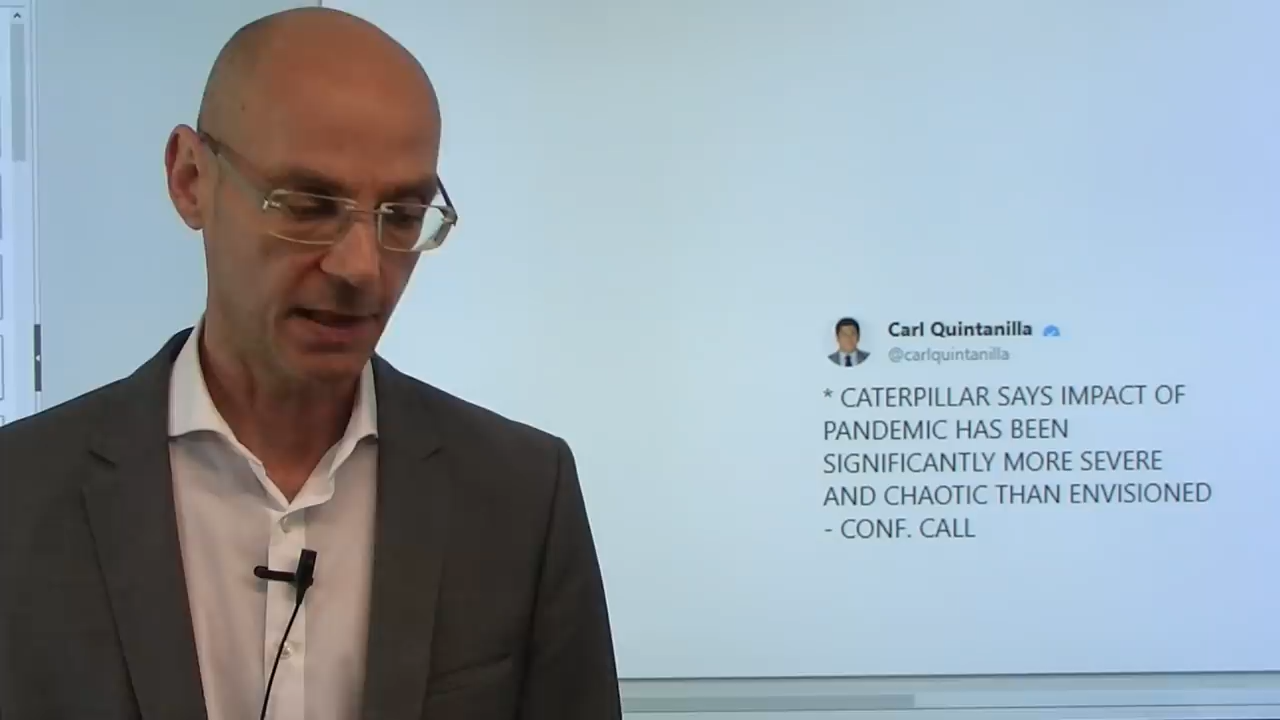 Carl Quintanilla
@carlquintanilla
* CATERPILLAR SAYS IMPACT OF
PANDEMIC HAS BEEN
SIGNIFICANTLY MORE SEVERE
AND CHAOTIC THAN ENVISIONED
- CONF. CALL